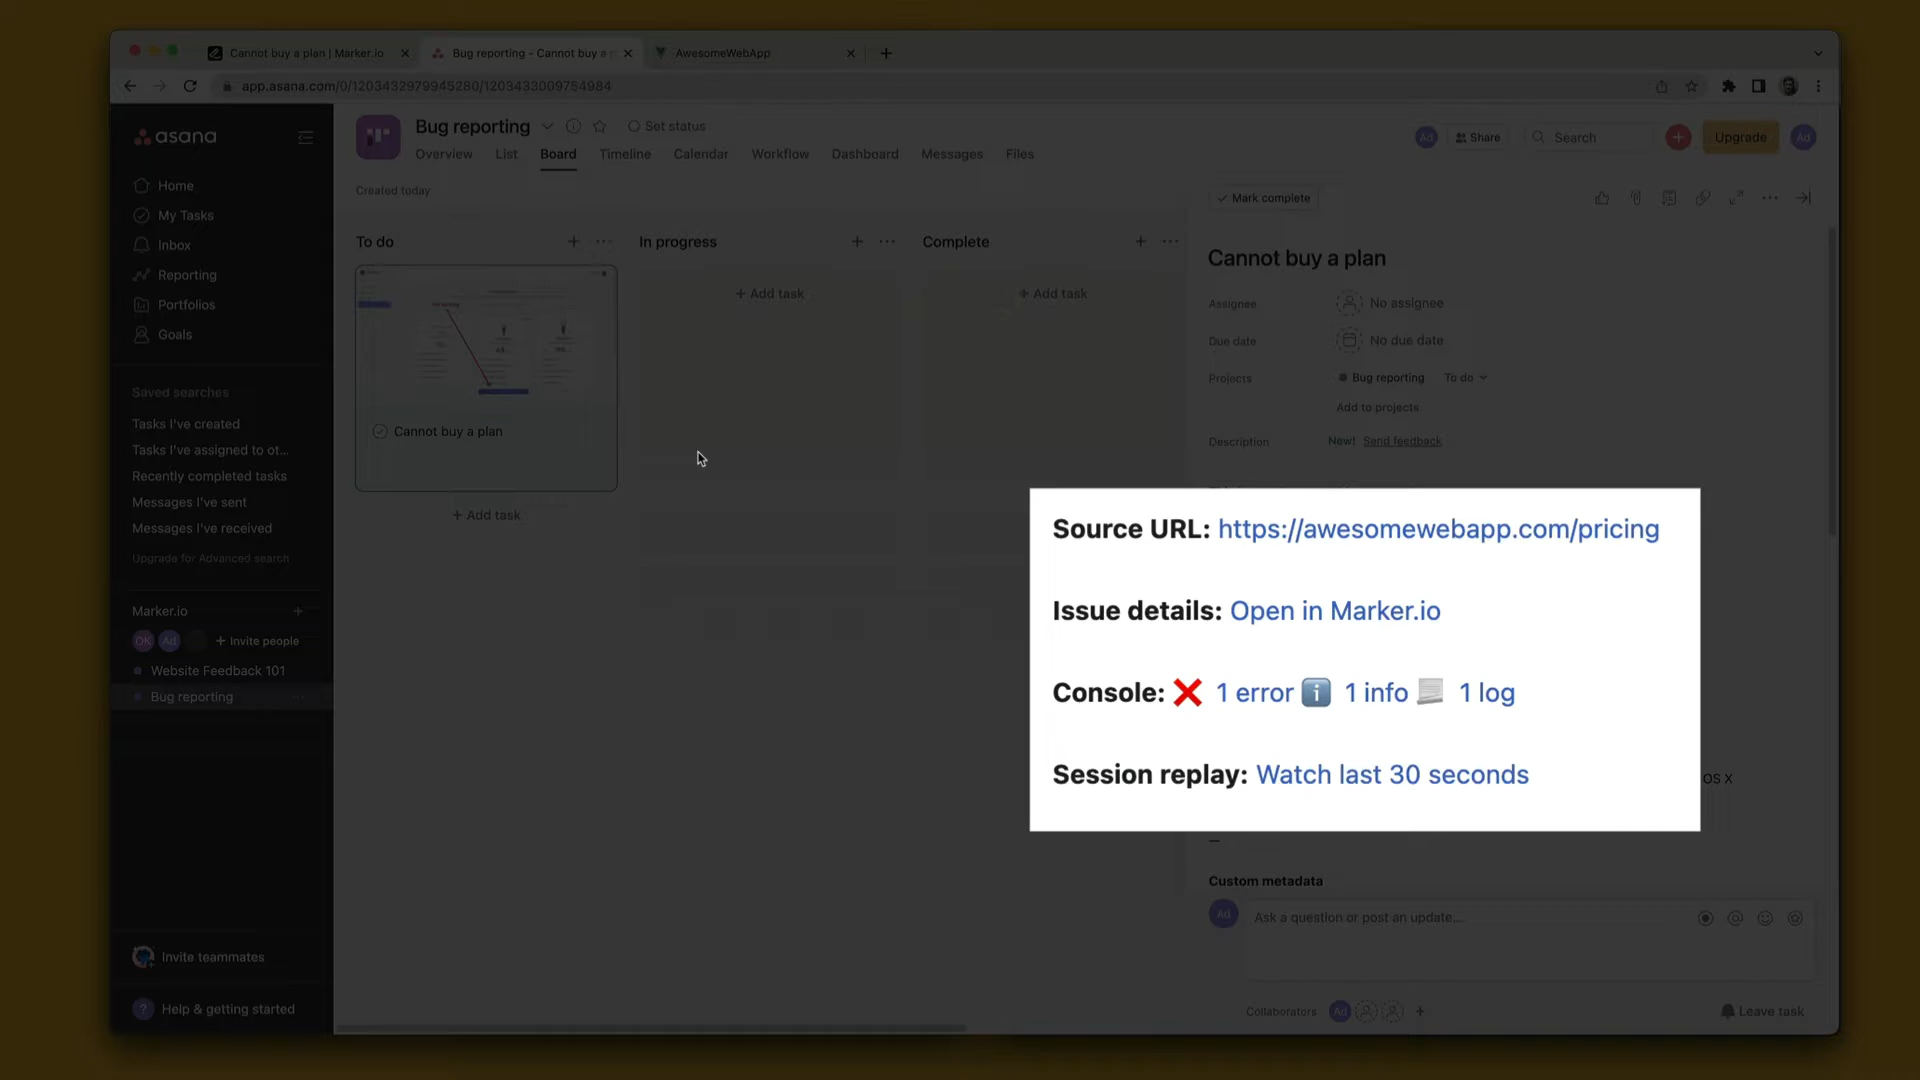 Cannot buy a plan | Marker.io
Bug reporting - Cannot buy a p
AwesomeWebApp
app.asana.com/0/1203432979945280/1203433009754984
asana
Home
My Tasks
Inbox
Reporting
Portfolios
Goals
Saved searches
Tasks I've created
Tasks I've assigned to ot...
Recently completed tasks
Messages I've sent
Messages I've received
Upgrade for Advanced search
Marker.io
OK Ad + Invite people
Website Feedback 101
Bug reporting
Invite teammates
? Help & getting started
Bug reporting
Set status
Overview List Board Timeline Calendar Workflow Dashboard Messages Files
Ad Share Search Upgrade Ad
Created today
To do
Cannot buy a plan
+ Add task
In progress
+ Add task
Complete
+ Add task
Mark complete
Cannot buy a plan
Assignee No assignee
Due date No due date
Projects Bug reporting To do
Add to projects
Description New! Send feedback
Source URL: https://awesomewebapp.com/pricing
Issue details: Open in Marker.io
Console: ❌ 1 error ℹ️ 1 info 1 log
Session replay: Watch last 30 seconds
OS X
Custom metadata
Ad Ask a question or post an update...
Collaborators Ad +
Leave task